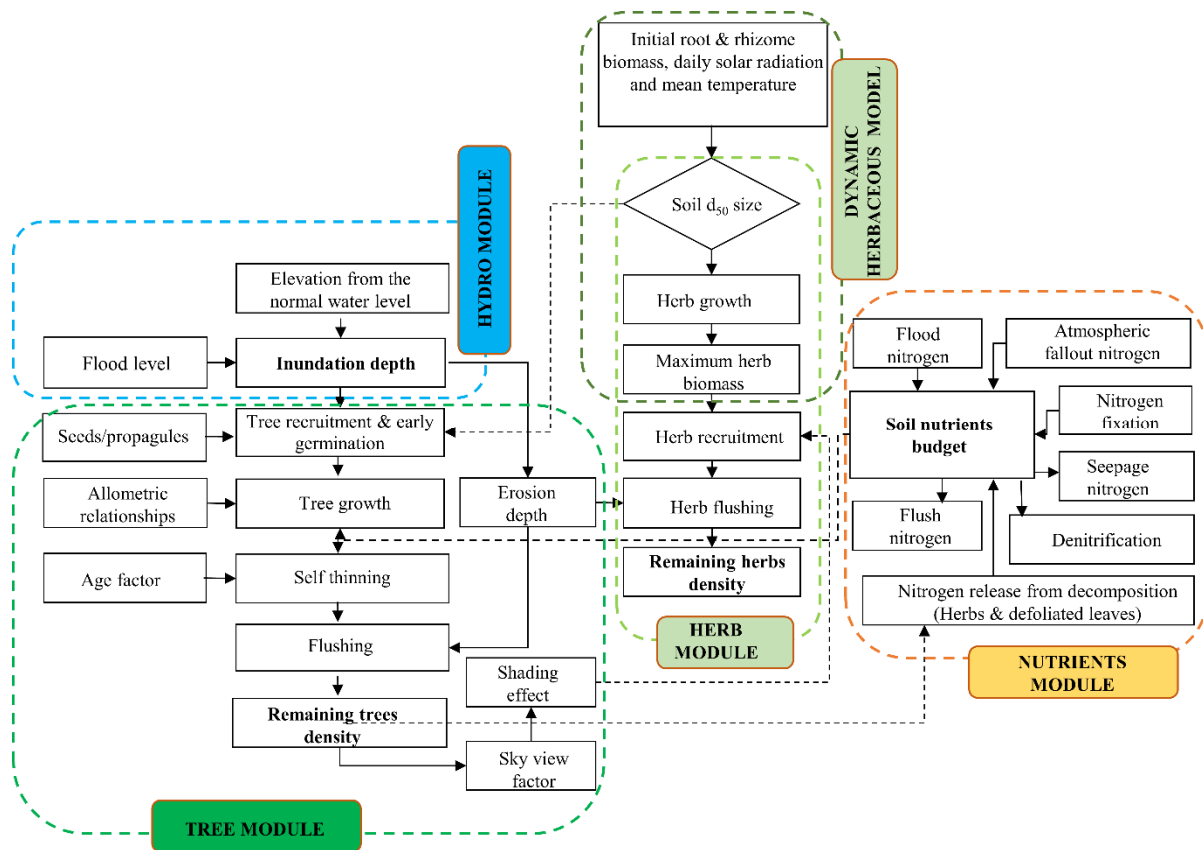 Initial root & rhizome
biomass, daily solar radiation
and mean temperature
DYNAMIC
HERBACEOUS MODEL
Soil d50 size
HYDRO MODULE
Elevation from the
normal water level
Flood level
Inundation depth
Herb growth
Maximum herb
biomass
Herb recruitment
Herb flushing
Remaining herbs
density
HERB
MODULE
Seeds/propagules
Tree recruitment & early
germination
Allometric
relationships
Tree growth
Erosion
depth
Age factor
Self thinning
Flushing
Remaining trees
density
Shading
effect
Sky view
factor
TREE MODULE
Flood
nitrogen
Atmospheric
fallout nitrogen
Soil nutrients
budget
Nitrogen
fixation
Seepage
nitrogen
Flush
nitrogen
Denitrification
Nitrogen release from decomposition
(Herbs & defoliated leaves)
NUTRIENTS
MODULE